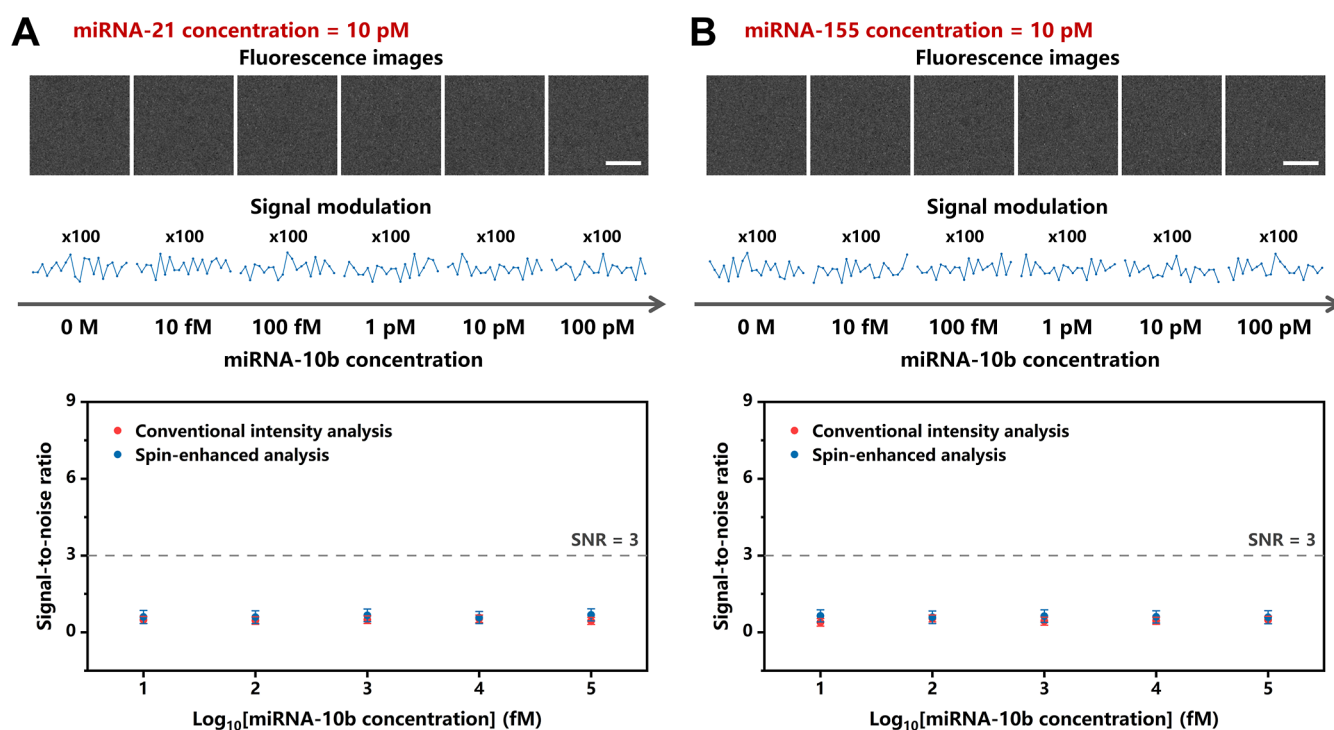 A
miRNA-21 concentration = 10 pM
Fluorescence images
Signal modulation
x100 x100 x100 x100 x100 x100
0 M 10 fM 100 fM 1 pM 10 pM 100 pM
miRNA-10b concentration
9
6
3
0
Signal-to-noise ratio
Conventional intensity analysis
Spin-enhanced analysis
SNR = 3
1 2 3 4 5
Log₁₀[miRNA-10b concentration] (fM)
B
miRNA-155 concentration = 10 pM
Fluorescence images
Signal modulation
x100 x100 x100 x100 x100 x100
0 M 10 fM 100 fM 1 pM 10 pM 100 pM
miRNA-10b concentration
9
6
3
0
Signal-to-noise ratio
Conventional intensity analysis
Spin-enhanced analysis
SNR = 3
1 2 3 4 5
Log₁₀[miRNA-10b concentration] (fM)